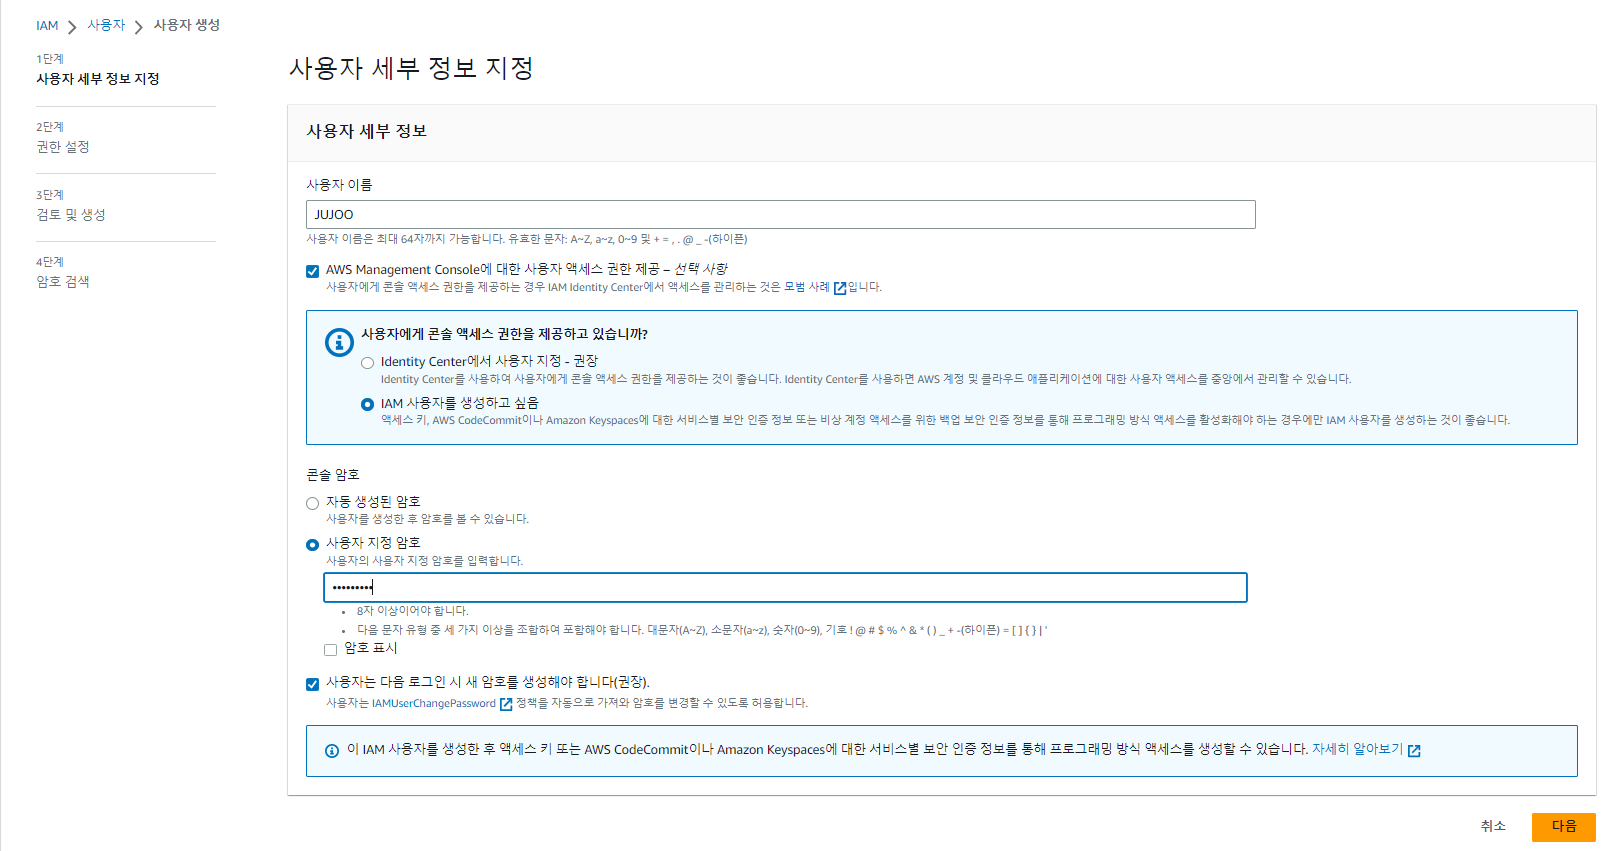 IAM > 사용자 > 사용자 생성
1단계
사용자 세부 정보 지정
2단계
권한 설정
3단계
검토 및 생성
4단계
암호 검색
사용자 세부 정보 지정
사용자 세부 정보
사용자 이름
JUJOO
사용자 이름은 최대 64자까지 가능합니다. 유효한 문자: A~Z, a~z, 0~9 및 + = , . @ _ -(하이픈)
AWS Management Console에 대한 사용자 액세스 권한 제공 – 선택 사항
사용자에게 콘솔 액세스 권한을 제공하는 경우 IAM Identity Center에서 액세스를 관리하는 것은 모범 사례 입니다.
사용자에게 콘솔 액세스 권한을 제공하고 있습니까?
Identity Center에서 사용자 지정 - 권장
Identity Center를 사용하여 사용자에게 콘솔 액세스 권한을 제공하는 것이 좋습니다. Identity Center를 사용하면 AWS 계정 및 클라우드 애플리케이션에 대한 사용자 액세스를 중앙에서 관리할 수 있습니다.
IAM 사용자를 생성하고 싶음
액세스 키, AWS CodeCommit이나 Amazon Keyspaces에 대한 서비스별 보안 인증 정보 또는 비상 계정 액세스를 위한 백업 보안 인증 정보를 통해 프로그래밍 방식 액세스를 활성화해야 하는 경우에만 IAM 사용자를 생성하는 것이 좋습니다.
콘솔 암호
자동 생성된 암호
사용자를 생성한 후 암호를 볼 수 있습니다.
사용자 지정 암호
사용자의 사용자 지정 암호를 입력합니다.
•••••••••
• 8자 이상이어야 합니다.
• 다음 문자 유형 중 세 가지 이상을 조합하여 포함해야 합니다. 대문자(A~Z), 소문자(a~z), 숫자(0~9), 기호 ! @ # $ % ^ & * ( ) _ + -(하이픈) = [ ] { } | '
암호 표시
사용자는 다음 로그인 시 새 암호를 생성해야 합니다(권장).
사용자는 IAMUserChangePassword 정책을 자동으로 가져와 암호를 변경할 수 있도록 허용합니다.
이 IAM 사용자를 생성한 후 액세스 키 또는 AWS CodeCommit이나 Amazon Keyspaces에 대한 서비스별 보안 인증 정보를 통해 프로그래밍 방식 액세스를 생성할 수 있습니다. 자세히 알아보기
취소
다음